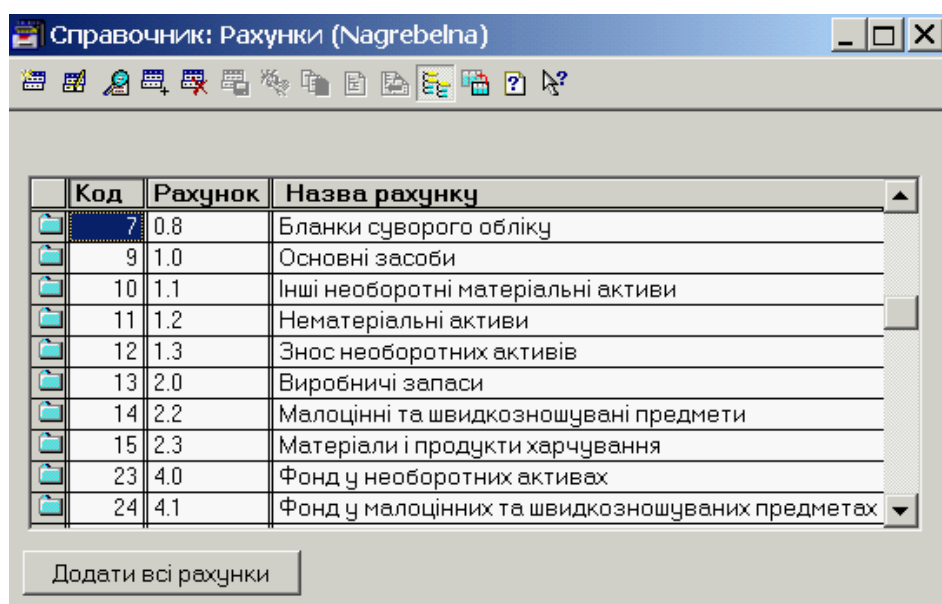 Справочник: Рахунки (Nagrebelna)
Код Рахунок Назва рахунку
7 0.8 Бланки суворого обліку
9 1.0 Основні засоби
10 1.1 Інші необоротні матеріальні активи
11 1.2 Нематеріальні активи
12 1.3 Знос необоротних активів
13 2.0 Виробничі запаси
14 2.2 Малоцінні та швидкозношувані предмети
15 2.3 Матеріали і продукти харчування
23 4.0 Фонд у необоротних активах
24 4.1 Фонд у малоцінних та швидкозношуваних предметах
Додати всі рахунки